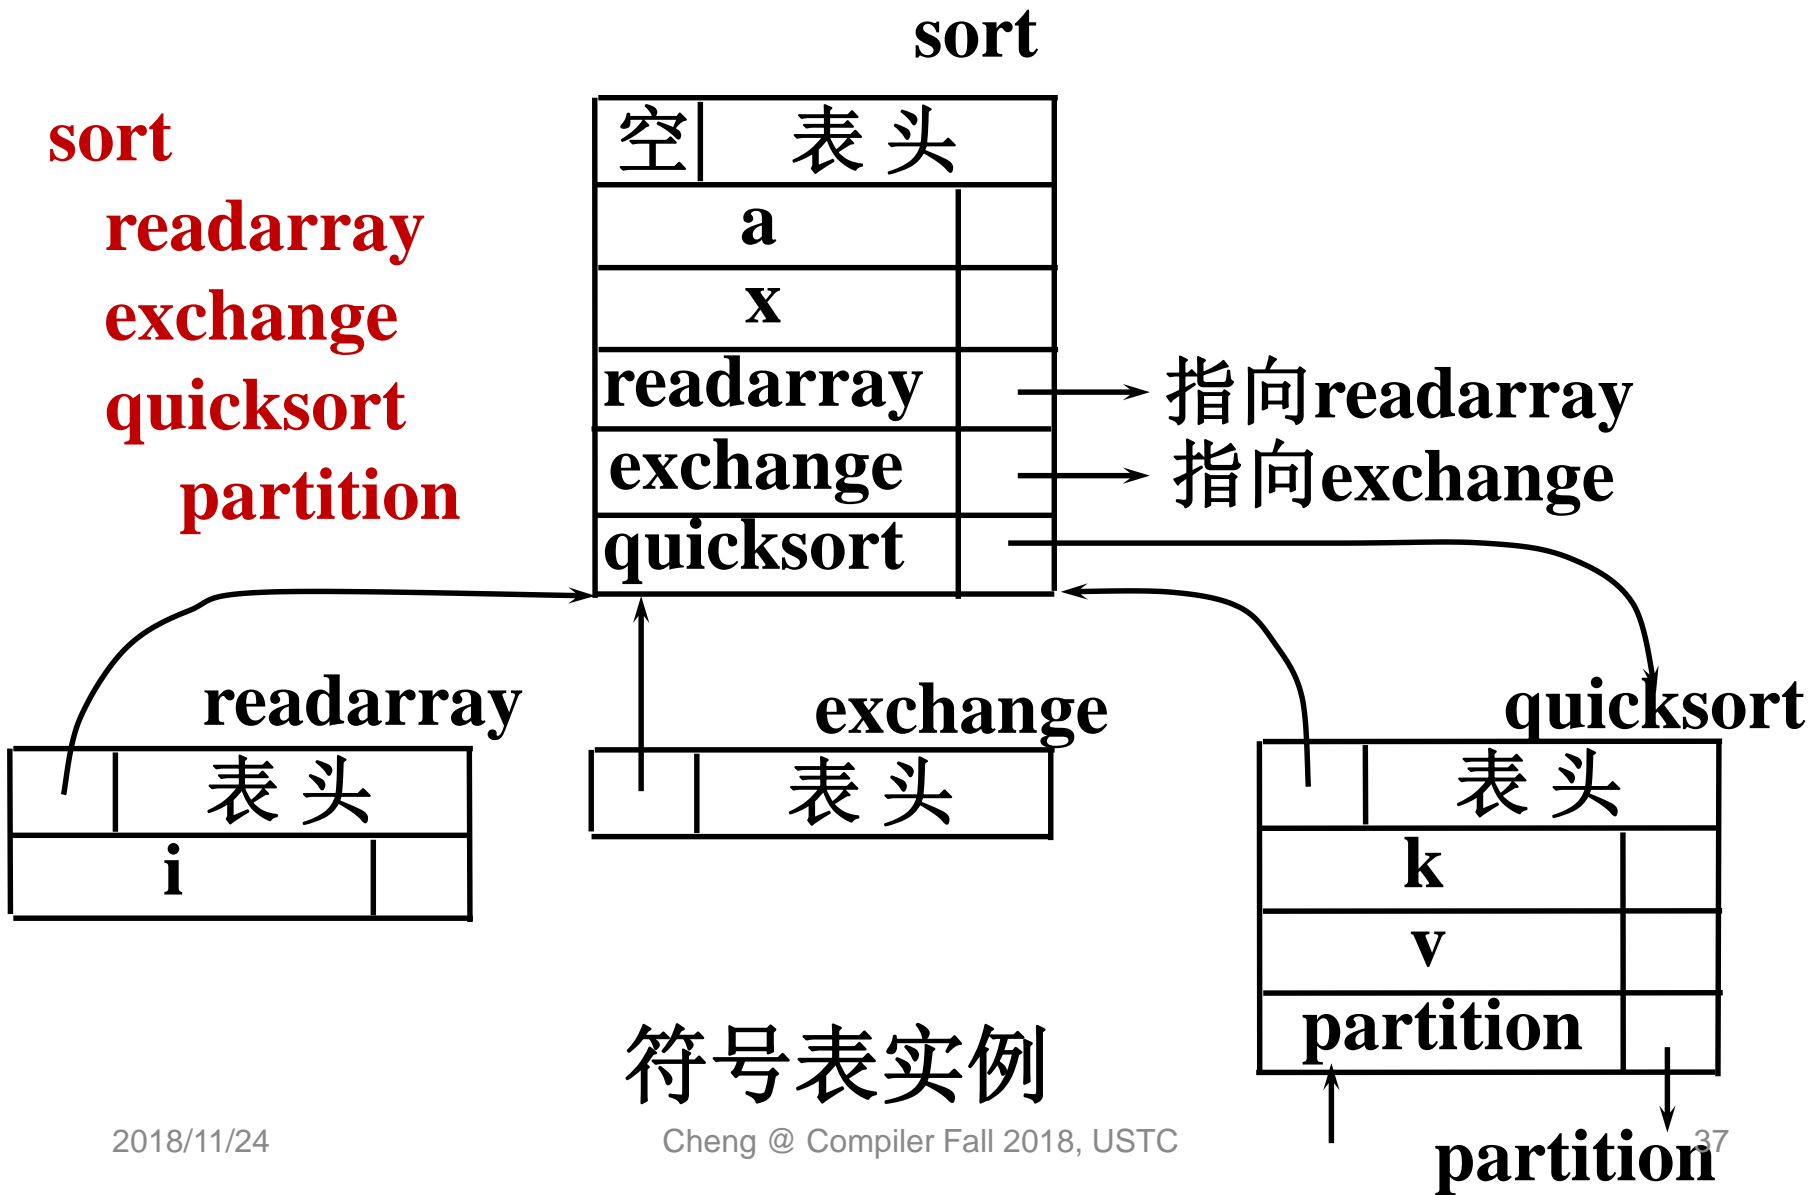 sort
sort
readarray
exchange
quicksort
partition
空 表 头
a
x
readarray
exchange
quicksort
指向readarray
指向exchange
readarray
表 头
i
exchange
表 头
quicksort
表 头
k
v
partition
partition
符号表实例
2018/11/24
Cheng @ Compiler Fall 2018, USTC
37